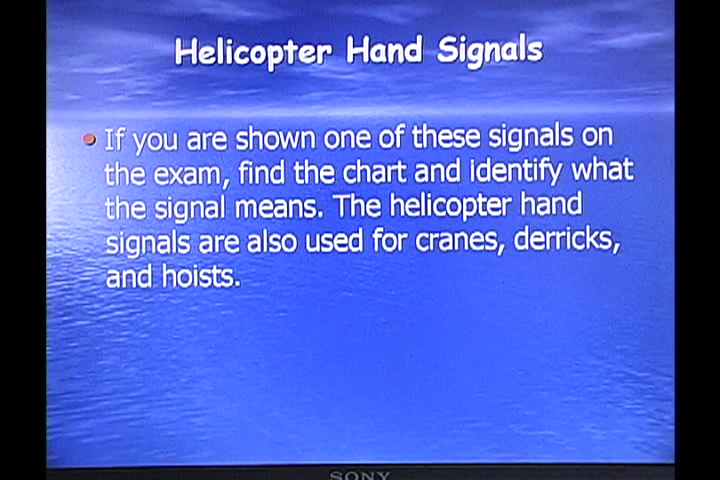 Helicopter Hand Signals
If you are shown one of these signals on
the exam, find the chart and identify what
the signal means. The helicopter hand
signals are also used for cranes, derricks,
and hoists.
SONY